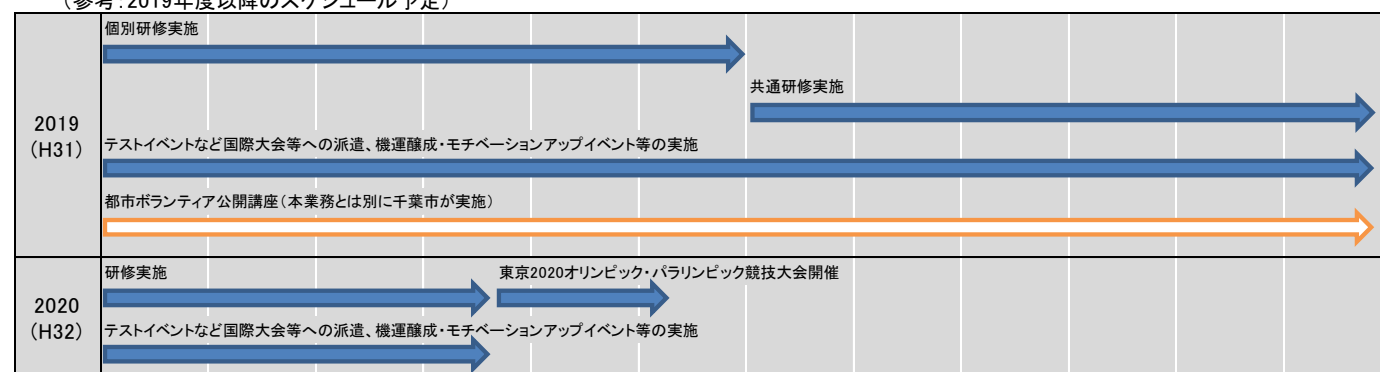 （参考：2019年度以降のスケジュール予定）
個別研修実施
共通研修実施
2019
（H31）
テストイベントなど国際大会等への派遣、機運醸成・モチベーションアップイベント等の実施
都市ボランティア公開講座（本業務とは別に千葉市が実施）
研修実施
東京2020オリンピック・パラリンピック競技大会開催
2020
（H32）
テストイベントなど国際大会等への派遣、機運醸成・モチベーションアップイベント等の実施